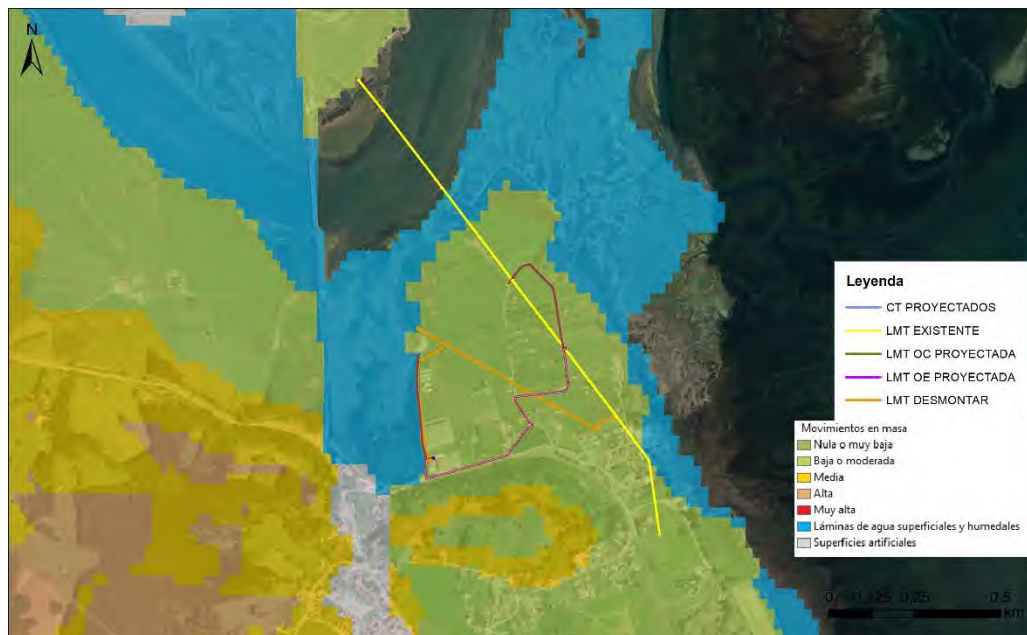 N
Leyenda
CT PROYECTADOS
LMT EXISTENTE
LMT OC PROYECTADA
LMT OE PROYECTADA
LMT DESMONTAR
Movimientos en masa
Nula o muy baja
Baja o moderada
Media
Alta
Muy alta
Láminas de agua superficiales y humedales
Superficies artificiales
0 0,125 0,25 0,5
km